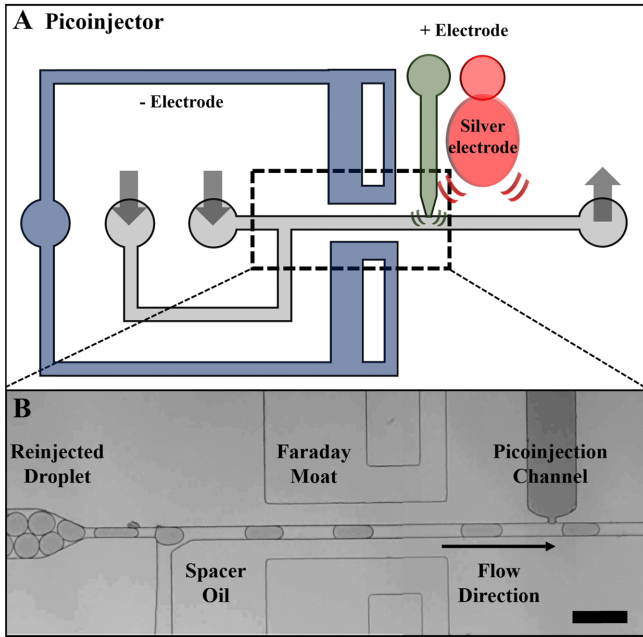 A Picoinjector
+ Electrode
- Electrode
Silver
electrode
B
Reinjected
Droplet
Faraday
Moat
Picoinjection
Channel
Spacer
Oil
Flow
Direction